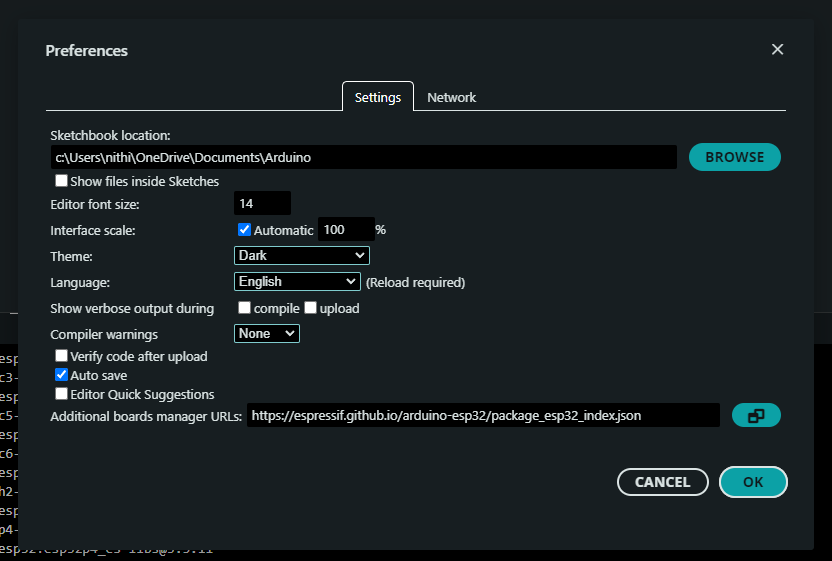 Preferences
Settings Network
Sketchbook location:
c:\Users\nithi\OneDrive\Documents\Arduino BROWSE
Show files inside Sketches
Editor font size: 14
Interface scale: Automatic 100 %
Theme: Dark
Language: English (Reload required)
Show verbose output during compile upload
Compiler warnings None
Verify code after upload
Auto save
Editor Quick Suggestions
Additional boards manager URLs: https://espressif.github.io/arduino-esp32/package_esp32_index.json
CANCEL OK
esp
c3-
esp
c5-
esp
c6-
esp
h2-
esp
p4-